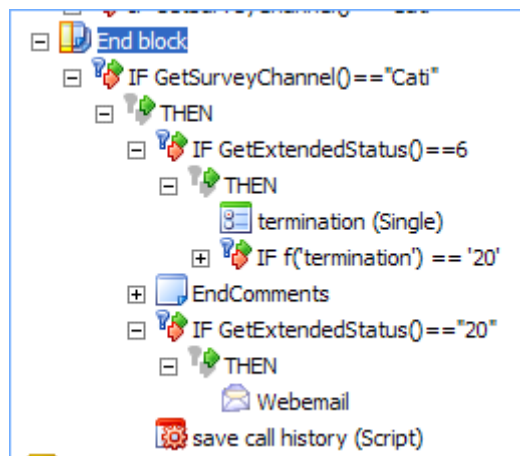 End block
IF GetSurveyChannel()=="Cati"
THEN
IF GetExtendedStatus()==6
THEN
termination (Single)
IF f('termination') == '20'
EndComments
IF GetExtendedStatus()=="20"
THEN
Webemail
save call history (Script)